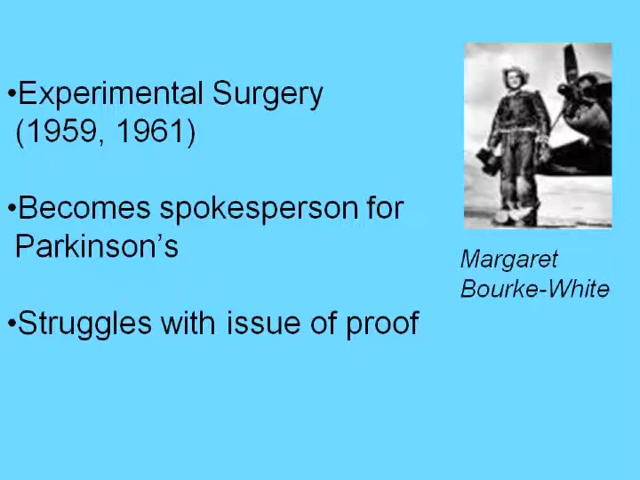 •Experimental Surgery
(1959, 1961)
•Becomes spokesperson for
Parkinson’s
•Struggles with issue of proof
Margaret
Bourke-White